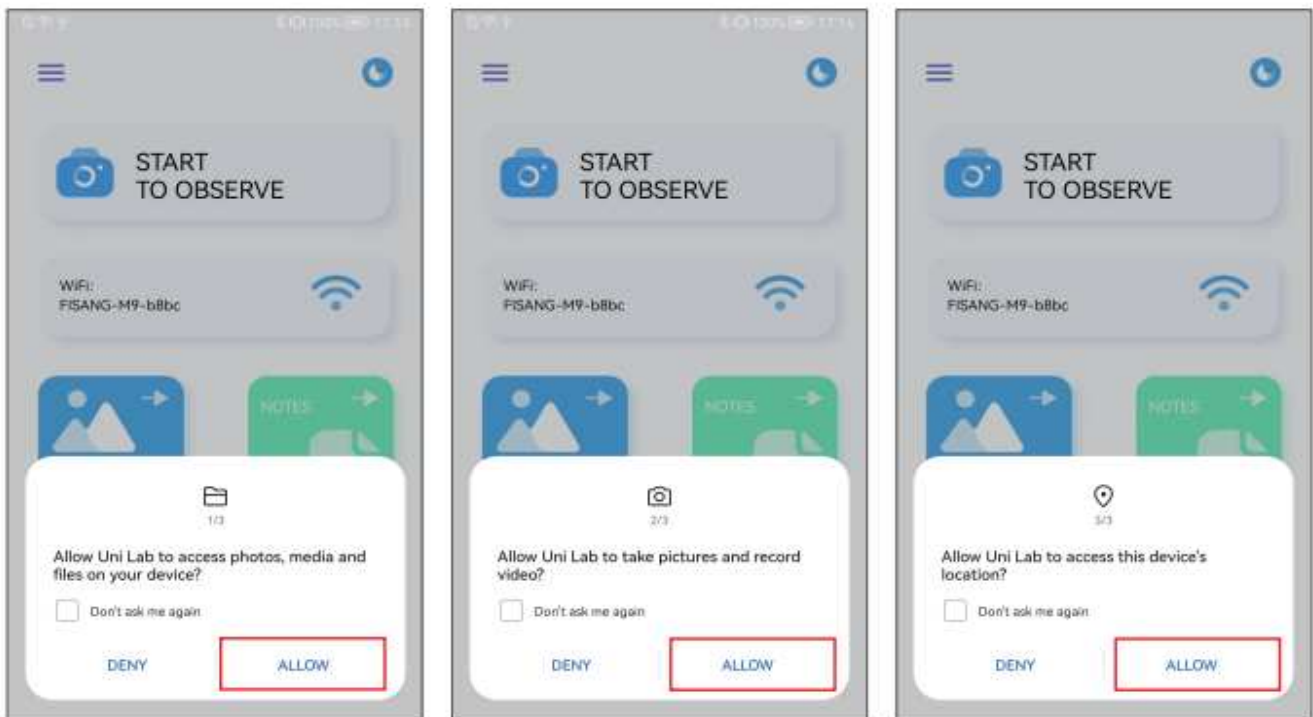 START
TO OBSERVE
WiFi:
FISANG-M9-b8bc
NOTES
1/3
Allow Uni Lab to access photos, media and
files on your device?
Don't ask me again
DENY
ALLOW
START
TO OBSERVE
WiFi:
FISANG-M9-b8bc
NOTES
2/3
Allow Uni Lab to take pictures and record
video?
Don't ask me again
DENY
ALLOW
START
TO OBSERVE
WiFi:
FISANG-M9-b8bc
NOTES
3/3
Allow Uni Lab to access this device's
location?
Don't ask me again
DENY
ALLOW